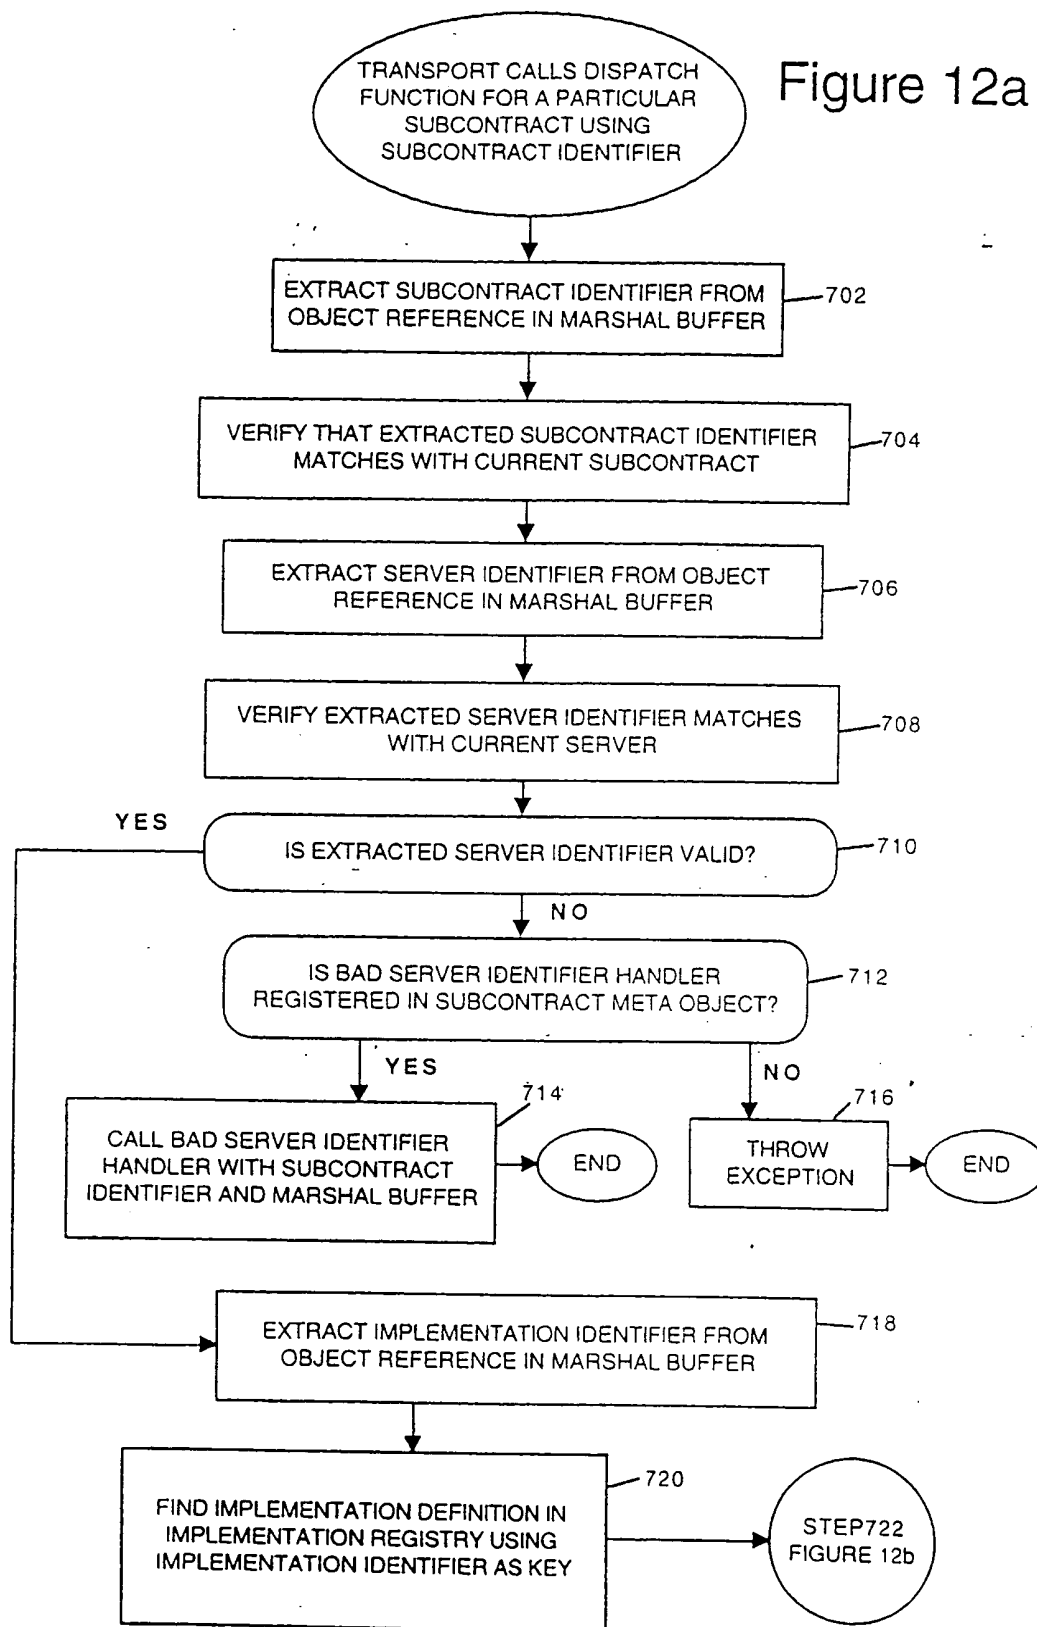 Figure 12a
TRANSPORT CALLS DISPATCH
FUNCTION FOR A PARTICULAR
SUBCONTRACT USING
SUBCONTRACT IDENTIFIER
EXTRACT SUBCONTRACT IDENTIFIER FROM
OBJECT REFERENCE IN MARSHAL BUFFER
702
VERIFY THAT EXTRACTED SUBCONTRACT IDENTIFIER
MATCHES WITH CURRENT SUBCONTRACT
704
EXTRACT SERVER IDENTIFIER FROM OBJECT
REFERENCE IN MARSHAL BUFFER
706
VERIFY EXTRACTED SERVER IDENTIFIER MATCHES
WITH CURRENT SERVER
708
YES
IS EXTRACTED SERVER IDENTIFIER VALID?
710
NO
IS BAD SERVER IDENTIFIER HANDLER
REGISTERED IN SUBCONTRACT META OBJECT?
712
YES
NO
714
CALL BAD SERVER IDENTIFIER
HANDLER WITH SUBCONTRACT
IDENTIFIER AND MARSHAL BUFFER
END
716
THROW
EXCEPTION
END
EXTRACT IMPLEMENTATION IDENTIFIER FROM
OBJECT REFERENCE IN MARSHAL BUFFER
718
FIND IMPLEMENTATION DEFINITION IN
IMPLEMENTATION REGISTRY USING
IMPLEMENTATION IDENTIFIER AS KEY
720
STEP722
FIGURE 12b